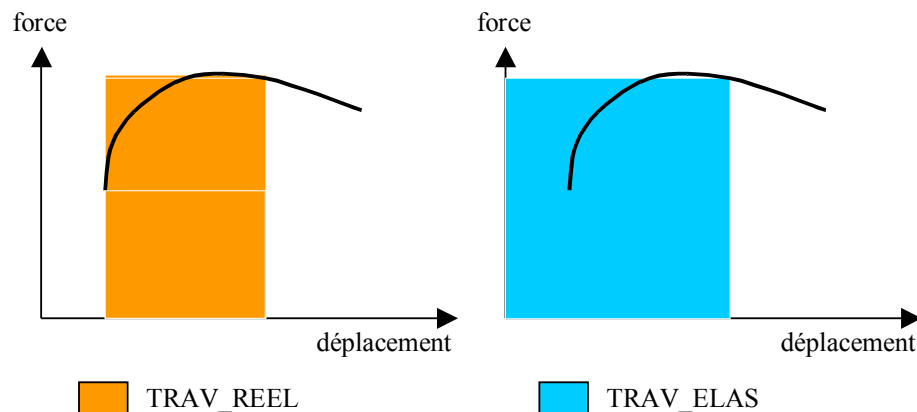 force
force
déplacement
déplacement
TRAV_REEL
TRAV_ELAS